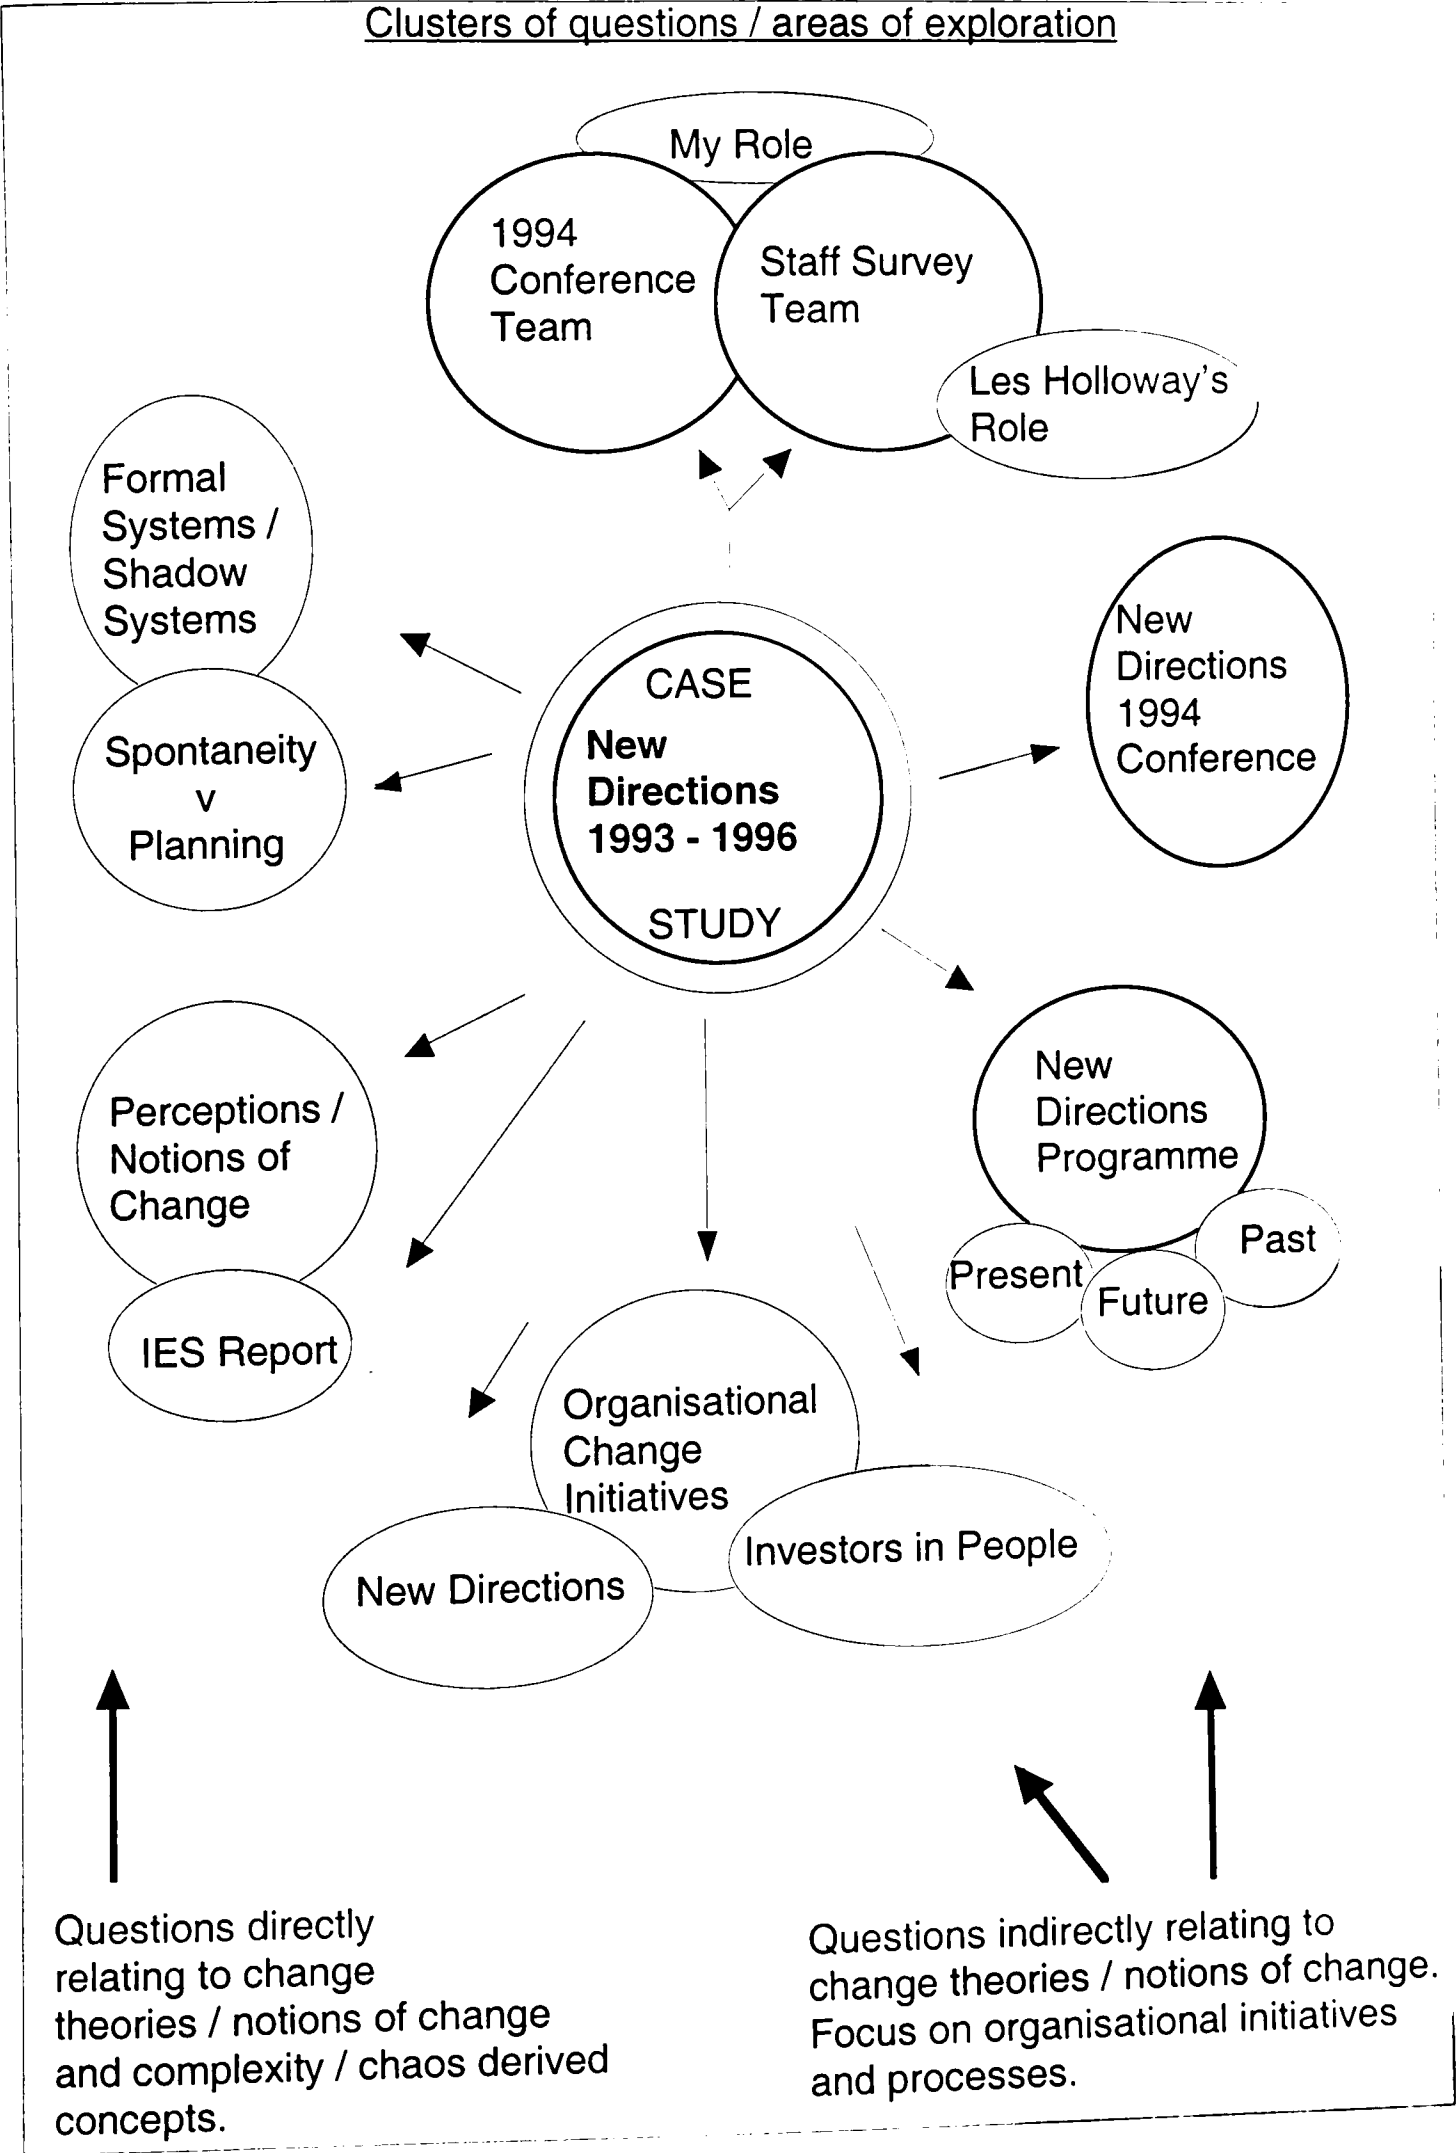 Clusters of questions / areas of exploration
My Role
1994
Conference
Team
Staff Survey
Team
Les Holloway's
Role
Formal
Systems /
Shadow
Systems
Spontaneity
v
Planning
CASE
New
Directions
1993 - 1996
STUDY
New
Directions
1994
Conference
Perceptions /
Notions of
Change
IES Report
New
Directions
Programme
Present
Future
Past
Organisational
Change
Initiatives
New Directions
Investors in People
Questions directly
relating to change
theories / notions of change
and complexity / chaos derived
concepts.
Questions indirectly relating to
change theories / notions of change.
Focus on organisational initiatives
and processes.